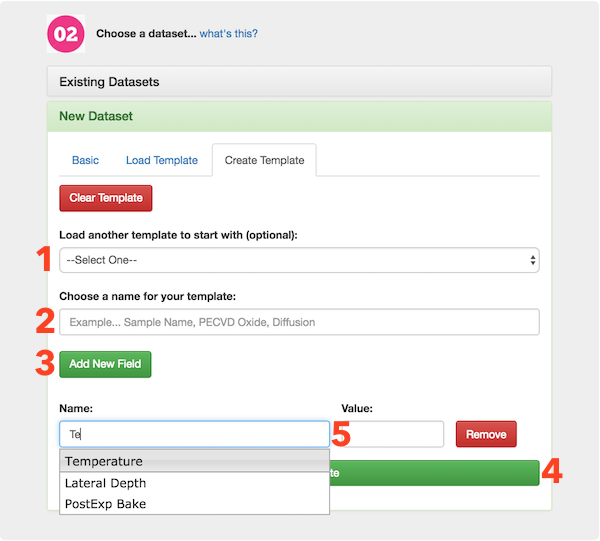 02 Choose a dataset... what's this?
Existing Datasets
New Dataset
Basic Load Template Create Template
Clear Template
Load another template to start with (optional):
1 --Select One--
Choose a name for your template:
2 Example... Sample Name, PECVD Oxide, Diffusion
3 Add New Field
Name: Value:
Te 5 Remove
Temperature te 4
Lateral Depth
PostExp Bake